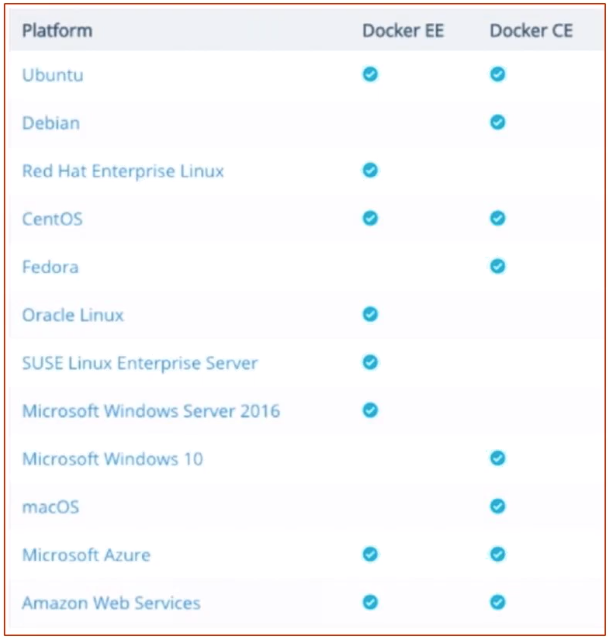 Platform Docker EE Docker CE
Ubuntu
Debian
Red Hat Enterprise Linux
CentOS
Fedora
Oracle Linux
SUSE Linux Enterprise Server
Microsoft Windows Server 2016
Microsoft Windows 10
macOS
Microsoft Azure
Amazon Web Services